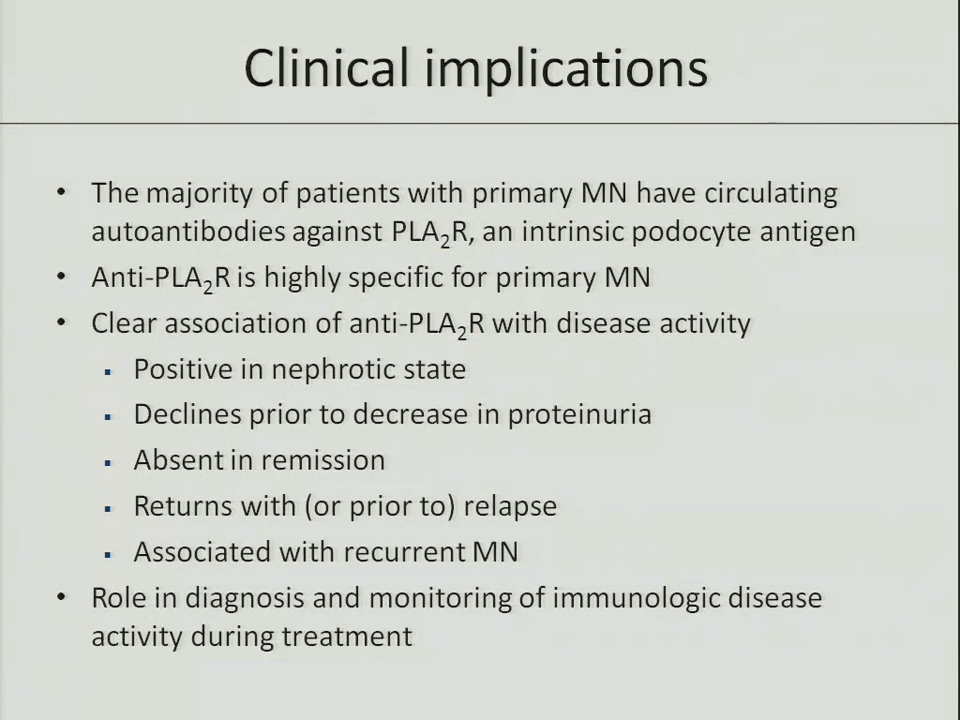 Clinical implications
• The majority of patients with primary MN have circulating
autoantibodies against PLA₂R, an intrinsic podocyte antigen
• Anti-PLA₂R is highly specific for primary MN
• Clear association of anti-PLA₂R with disease activity
▪ Positive in nephrotic state
▪ Declines prior to decrease in proteinuria
▪ Absent in remission
▪ Returns with (or prior to) relapse
▪ Associated with recurrent MN
• Role in diagnosis and monitoring of immunologic disease
activity during treatment